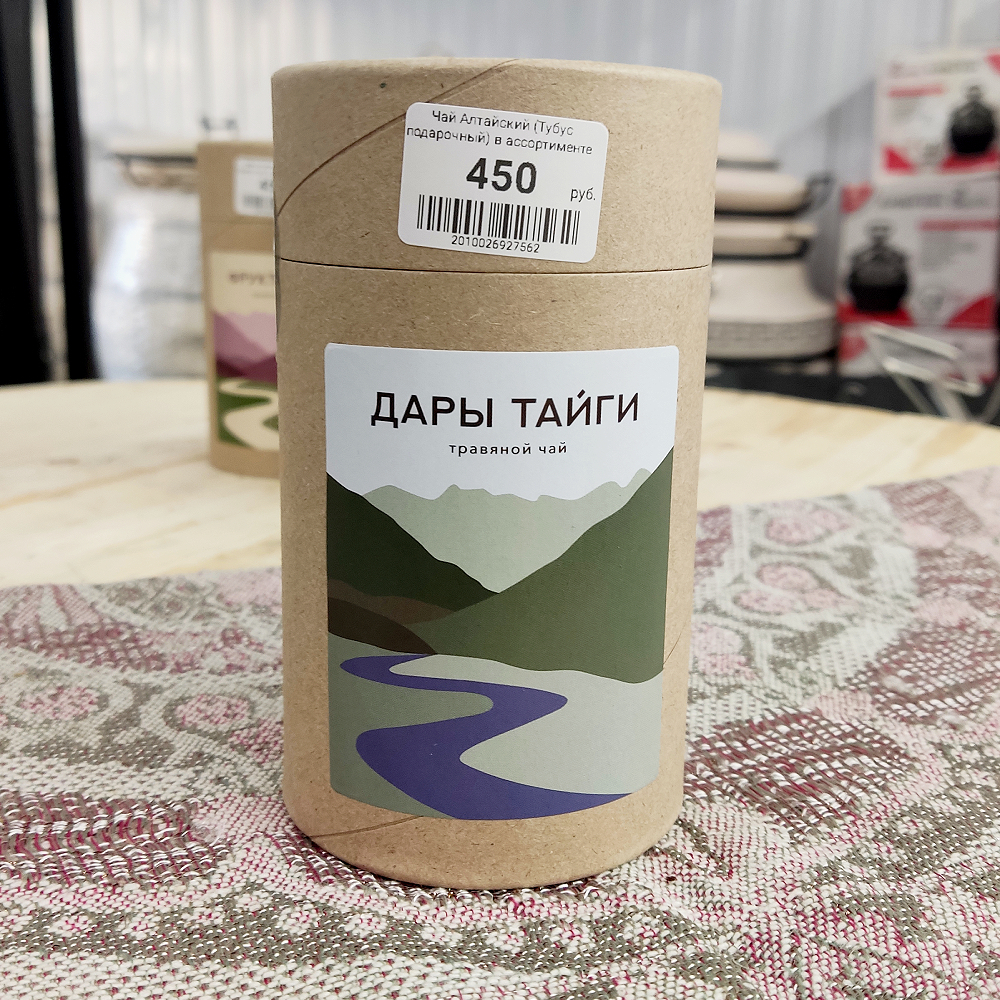 Чай Алтайский (Тубус
подарочный) в ассортименте
450 руб.
2010026927562
ДАРЫ ТАЙГИ
травяной чай